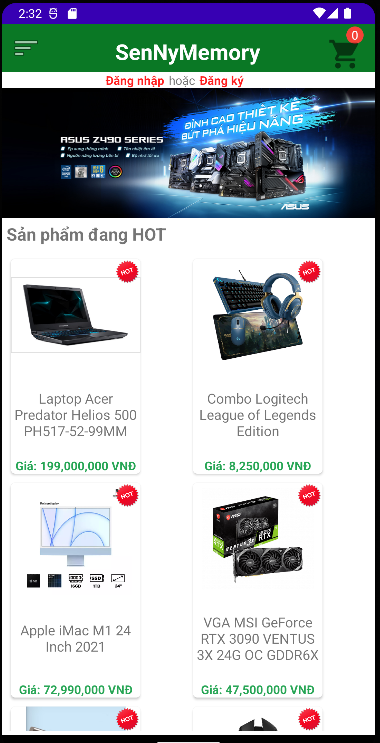 2:32
SenNyMemory
0
Đăng nhập hoặc Đăng ký
ĐỈNH CAO THIẾT KẾ
BỨT PHÁ HIỆU NĂNG
ASUS Z490 SERIES
ASUS
Sản phẩm đang HOT
HOT
HOT
Laptop Acer
Predator Helios 500
PH517-52-99MM
Combo Logitech
League of Legends
Edition
Giá: 199,000,000 VNĐ
Giá: 8,250,000 VNĐ
HOT
HOT
16GB
1TB
24"
Apple iMac M1 24
Inch 2021
VGA MSI GeForce
RTX 3090 VENTUS
3X 24G OC GDDR6X
Giá: 72,990,000 VNĐ
Giá: 47,500,000 VNĐ
HOT
HOT